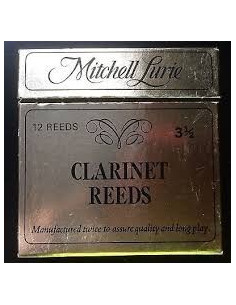 Mitchell Lurie
12 REEDS 3½
CLARINET
REEDS
Manufactured twice to assure quality and long play.